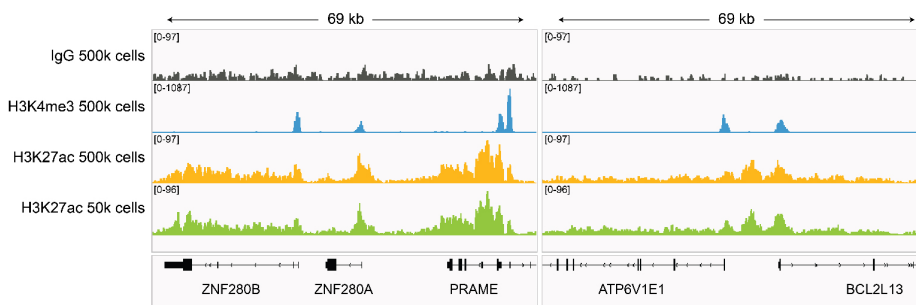 69 kb 69 kb
IgG 500k cells [0-97] [0-97]
H3K4me3 500k cells [0-1087] [0-1087]
H3K27ac 500k cells [0-97] [0-97]
H3K27ac 50k cells [0-96] [0-96]
ZNF280B ZNF280A PRAME ATP6V1E1 BCL2L13